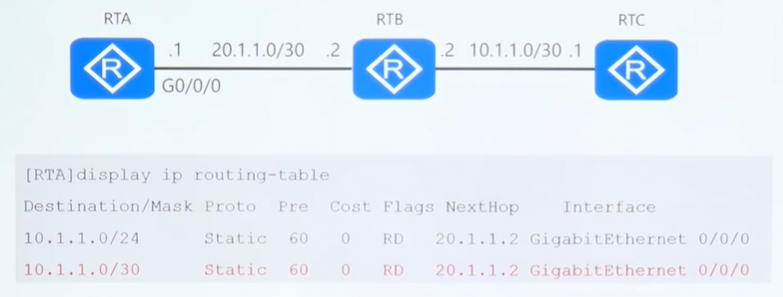 RTA RTB RTC
R .1 20.1.1.0/30 .2 R .2 10.1.1.0/30 .1 R
G0/0/0
[RTA]display ip routing-table
Destination/Mask Proto Pre Cost Flags NextHop Interface
10.1.1.0/24 Static 60 0 RD 20.1.1.2 GigabitEthernet 0/0/0
10.1.1.0/30 Static 60 0 RD 20.1.1.2 GigabitEthernet 0/0/0